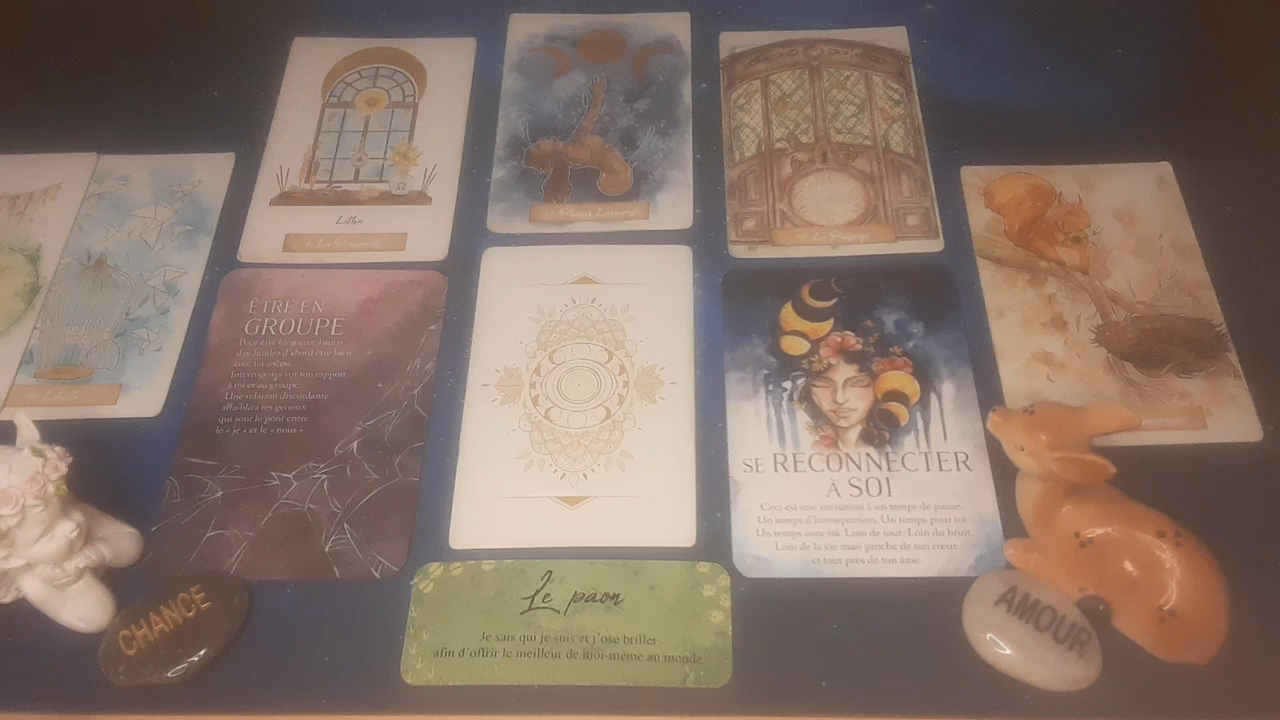 Litha
ÊTRE EN
GROUPE
Pour être bien avec l'autre,
il te faudra d'abord être bien
avec toi-même.
Interroge-toi sur ton rapport
à toi et au groupe.
Une relation discordante
affaiblira tes genoux
qui sont le pont entre
le « je » et le « nous ».
SE RECONNECTER
À SOI
Ceci est une invitation à un temps de pause.
Un temps d'introspection. Un temps pour toi.
Un temps avec toi. Loin de tout. Loin du bruit.
Loin de la vie mais proche de ton cœur
et tout près de ton âme.
Le paon
Je sais qui je suis et j'ose briller
afin d'offrir le meilleur de moi-même au monde
CHANCE
AMOUR